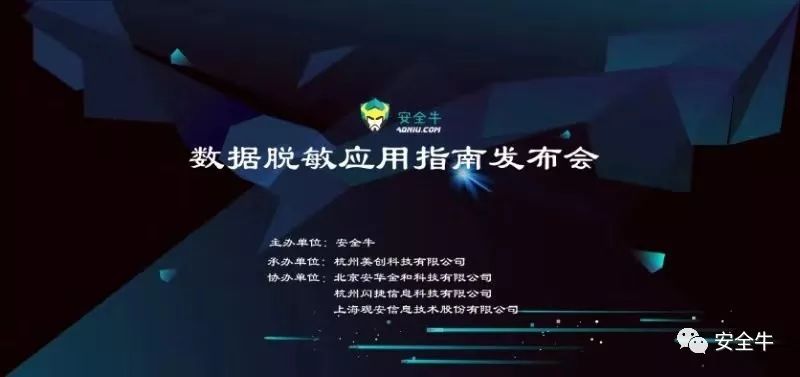 安全牛
AQNIU.COM
数据脱敏应用指南发布会
主办单位：安全牛
承办单位：杭州美创科技有限公司
协办单位：北京安华金和科技有限公司
杭州闪捷信息科技有限公司
上海观安信息技术股份有限公司
安全牛